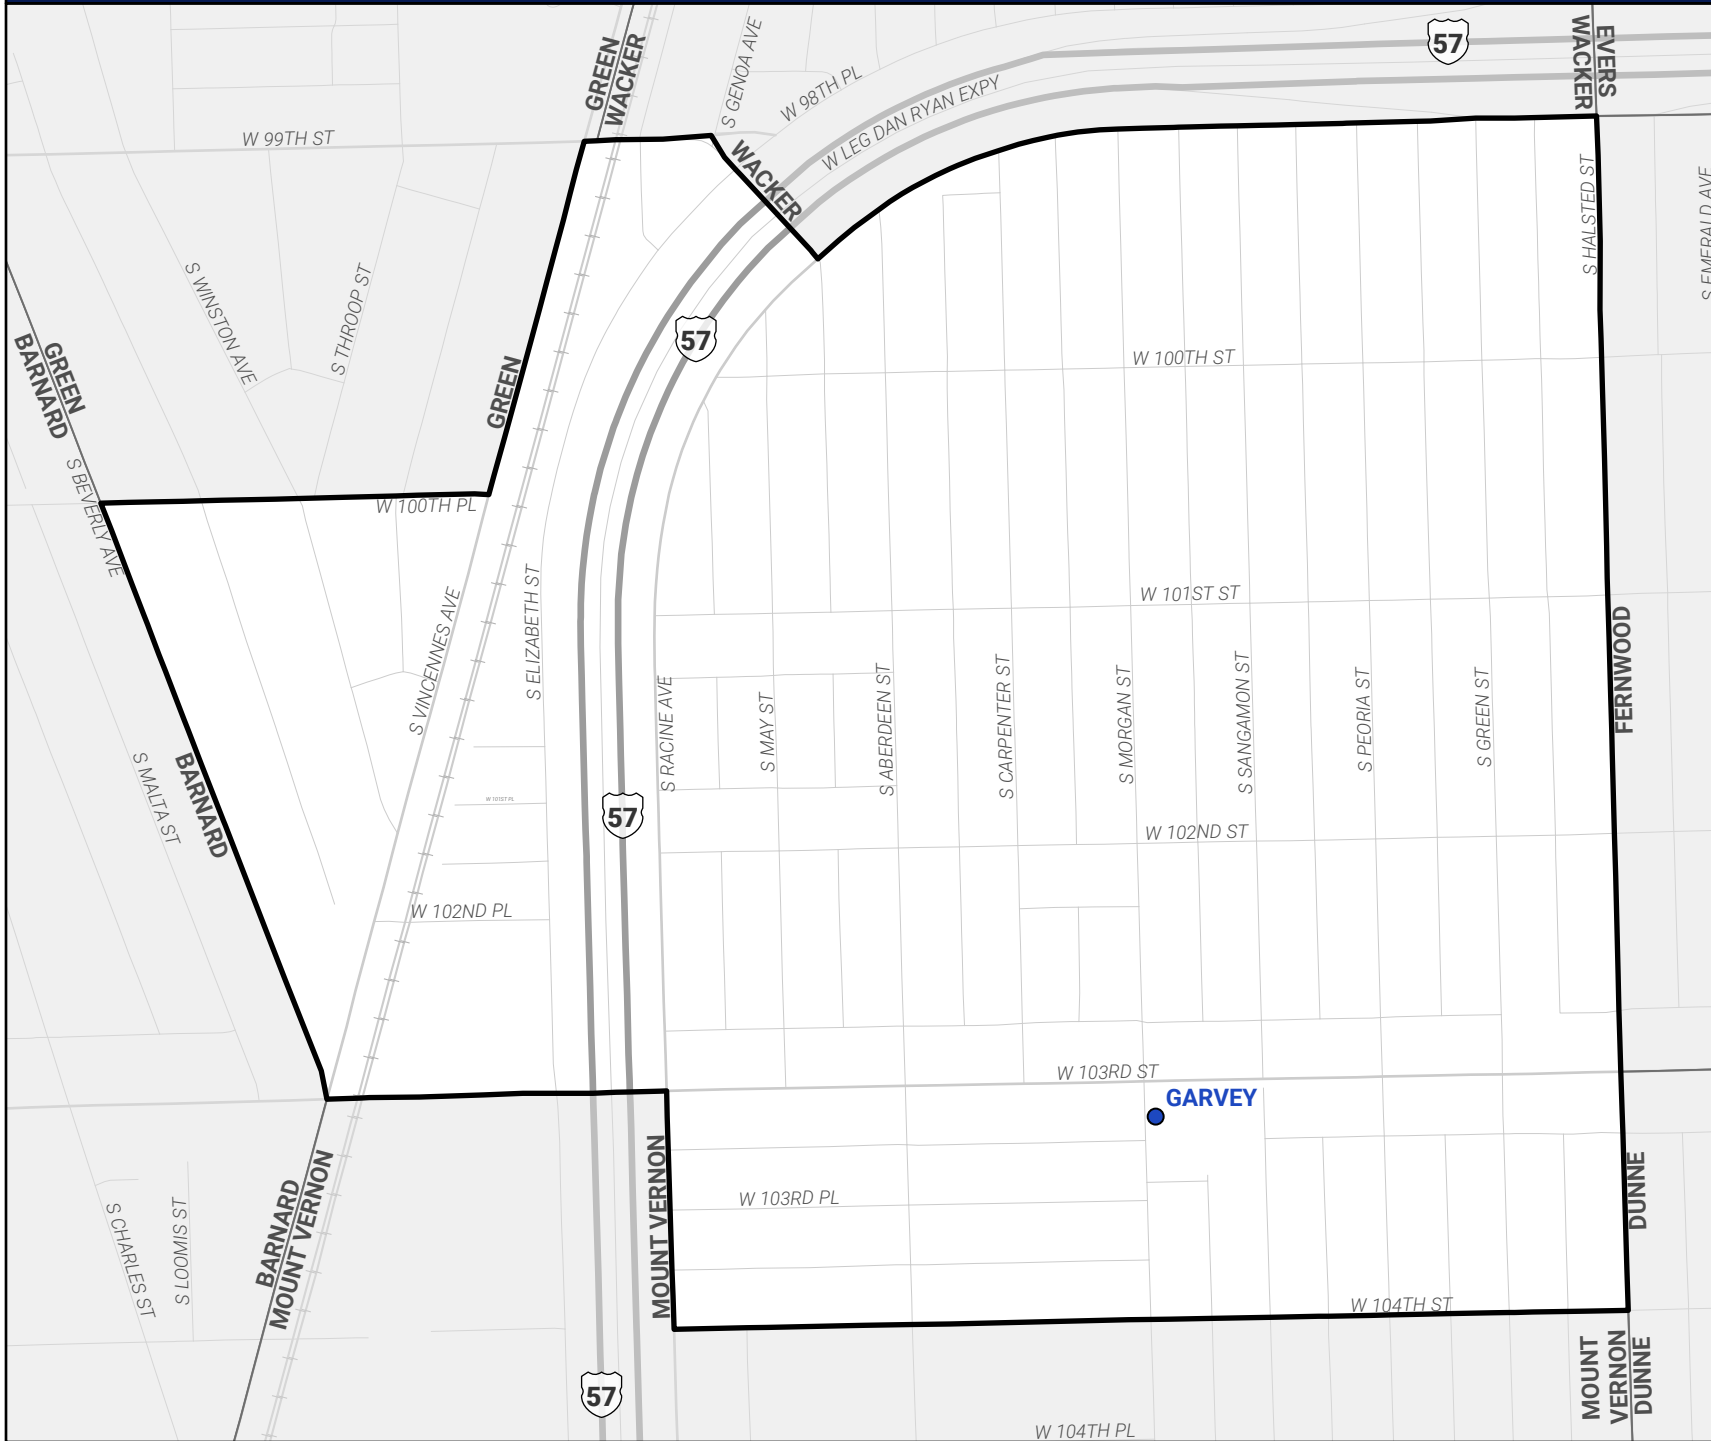 57
EVERS
WACKER
GREEN
WACKER
S GENOA AVE
W 98TH PL
W LEG DAN RYAN EXPY
W 99TH ST
WACKER
S HALSTED ST
S EMERALD AVE
S WINSTON AVE
S THROOP ST
GREEN
BARNARD
57
GREEN
W 100TH ST
S BEVERLY AVE
W 100TH PL
W 101ST ST
S VINCENNES AVE
S ELIZABETH ST
FERNWOOD
S RACINE AVE
S MAY ST
S ABERDEEN ST
S CARPENTER ST
S MORGAN ST
S SANGAMON ST
S PEORIA ST
S GREEN ST
S MALTA ST
BARNARD
W 101ST PL
57
W 102ND ST
W 102ND PL
W 103RD ST
GARVEY
MOUNT VERNON
W 103RD PL
DUNNE
S CHARLES ST
S LOOMIS ST
BARNARD
MOUNT VERNON
W 104TH ST
57
MOUNT
VERNON
DUNNE
W 104TH PL